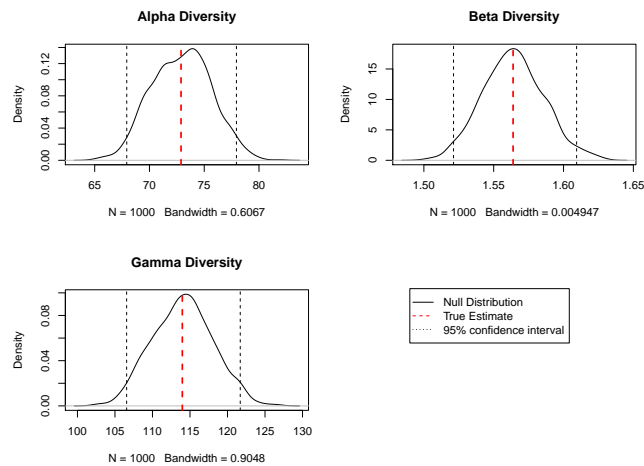 Alpha Diversity
Density
0.00 0.04 0.08 0.12
65 70 75 80
N = 1000 Bandwidth = 0.6067
Beta Diversity
Density
0 5 10 15
1.50 1.55 1.60 1.65
N = 1000 Bandwidth = 0.004947
Gamma Diversity
Density
0.00 0.04 0.08
100 105 110 115 120 125 130
N = 1000 Bandwidth = 0.9048
Null Distribution
True Estimate
95% confidence interval